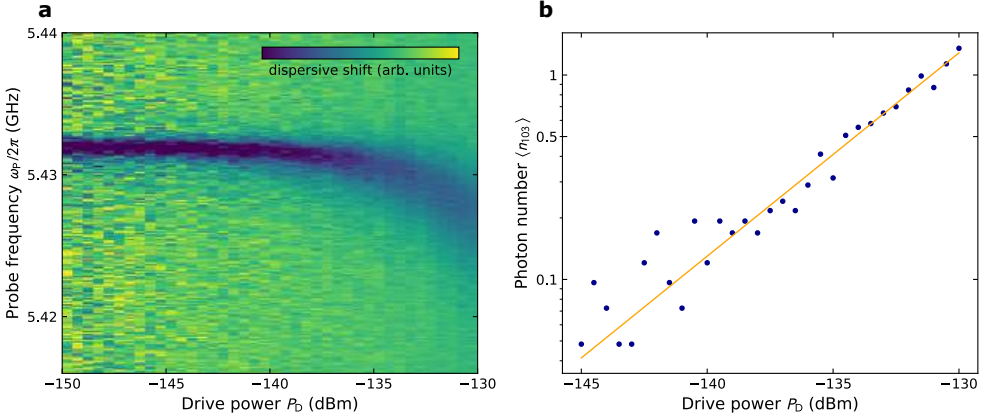 a
Probe frequency ωP/2π (GHz)
5.44
5.43
5.42
dispersive shift (arb. units)
−150
−145
−140
−135
−130
Drive power PD (dBm)
b
Photon number ⟨n103⟩
1
0.5
0.1
−145
−140
−135
−130
Drive power PD (dBm)